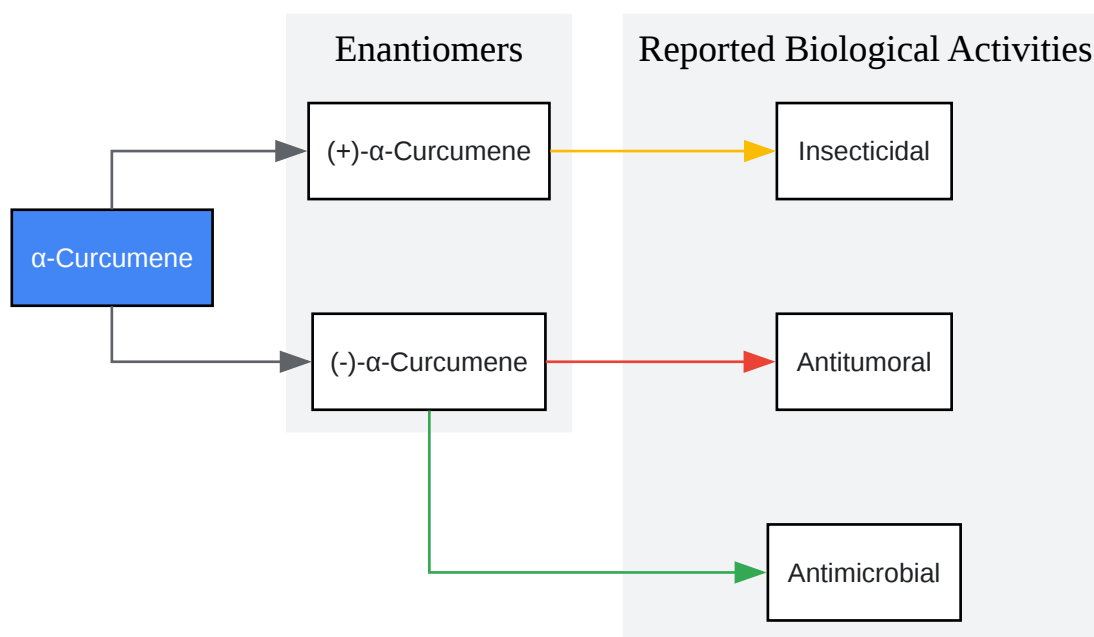 Enantiomers
Reported Biological Activities
(+)-α-Curcumene
Insecticidal
α-Curcumene
(-)-α-Curcumene
Antitumoral
Antimicrobial